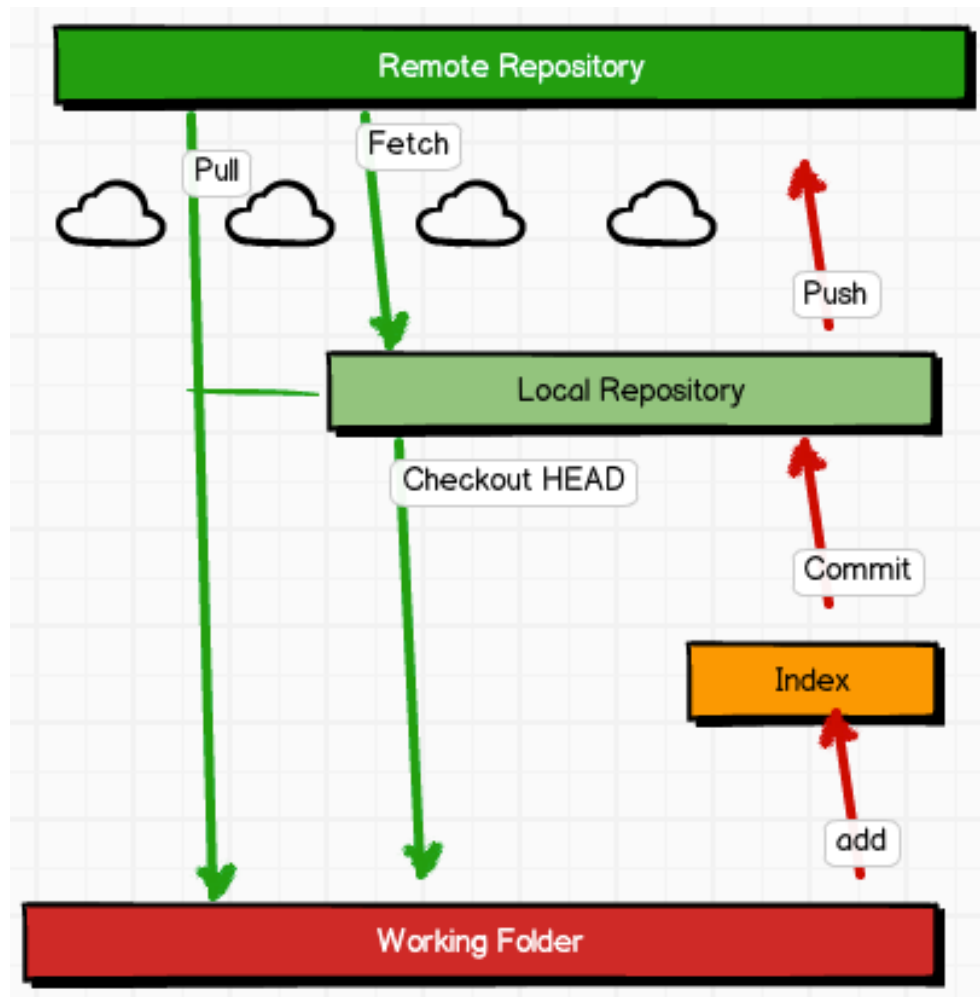 Remote Repository
Fetch
Pull
Push
Local Repository
Checkout HEAD
Commit
Index
add
Working Folder